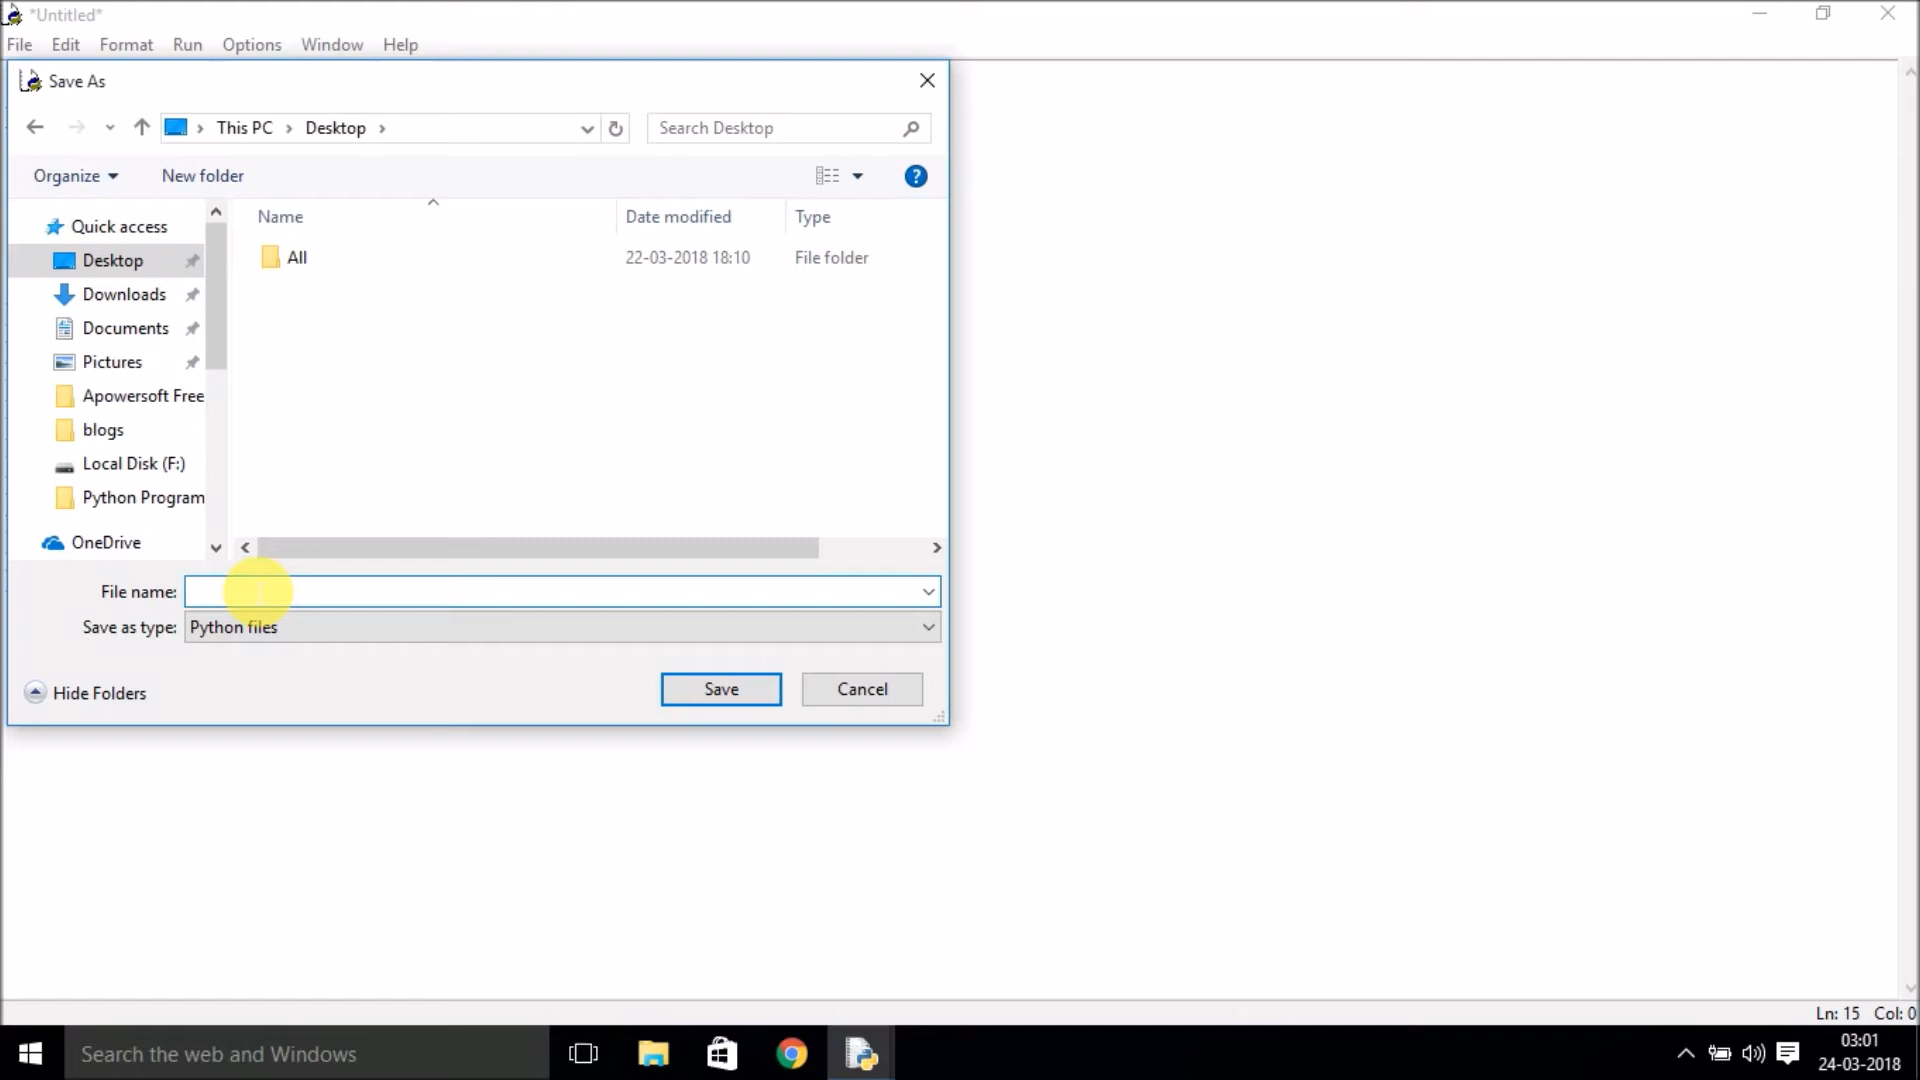 *Untitled*
File Edit Format Run Options Window Help
Save As
This PC Desktop
Search Desktop
Organize New folder
Name Date modified Type
All 22-03-2018 18:10 File folder
Quick access
Desktop
Downloads
Documents
Pictures
Apowersoft Free
blogs
Local Disk (F:)
Python Program
OneDrive
File name:
Save as type: Python files
Hide Folders Save Cancel
Ln: 15 Col: 0
Search the web and Windows
03:01
24-03-2018